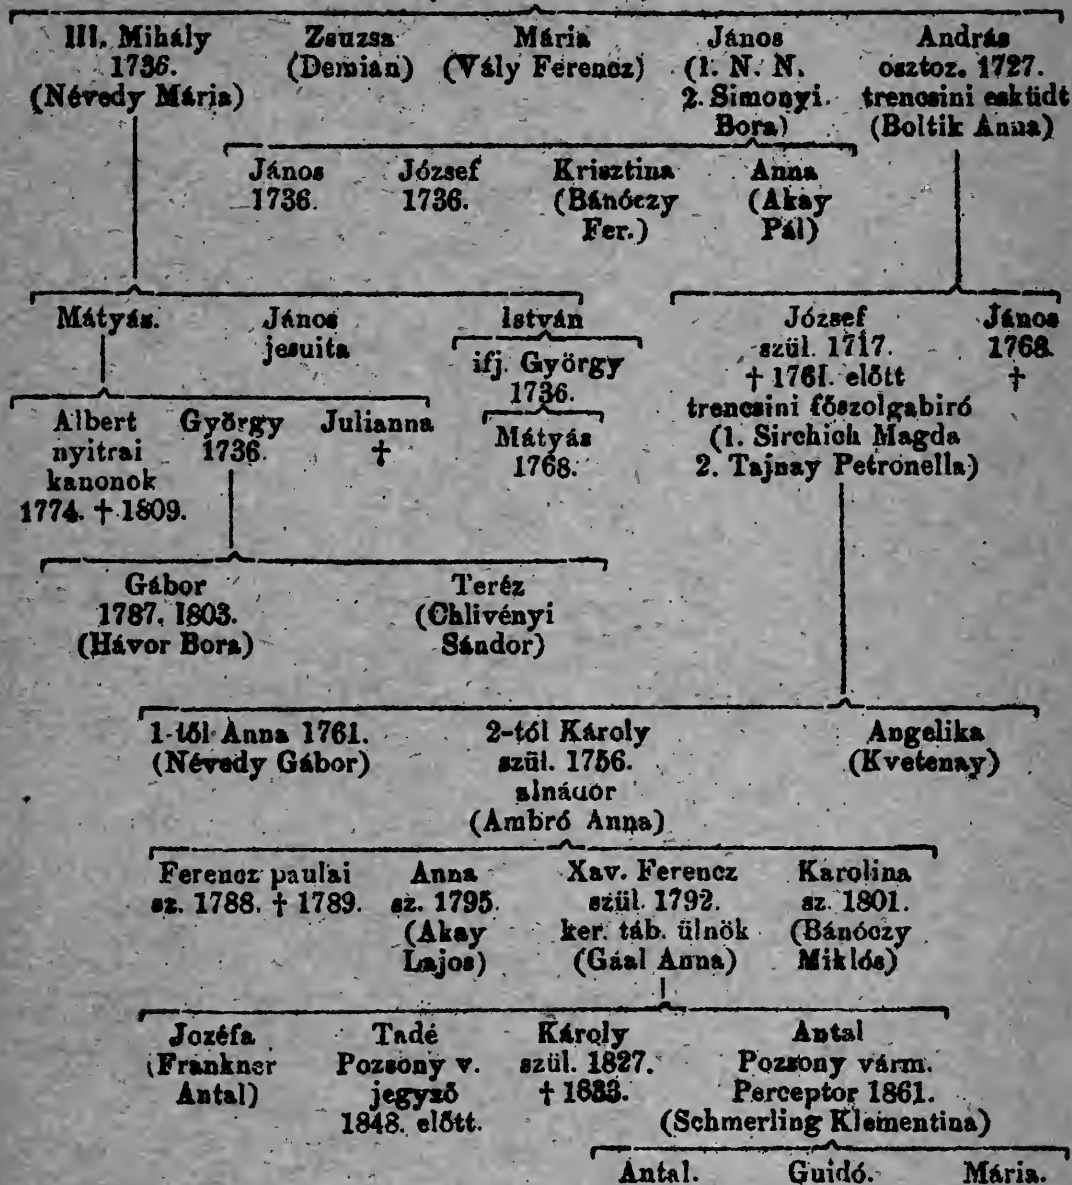 III. Mihály Zsuzsa Mária János András
1736. (Demian) (Vály Ferencz) (1. N. N. osztoz. 1727.
(Névedy Mária) 2. Simonyi. trencsini esküdt
Bora) (Boltik Anna)
János József Krisztina Anna
1736. 1736. (Bánóczy (Akay
Fer.) Pál)
Mátyás. János István József János
jesuita szül. 1717. 1768.
ifj. György † 1761. előtt †
1736. trencsini főszolgabiró
Albert György Julianna Mátyás (1. Sirchich Magda
nyitrai 1736. † 1768. 2. Tajnay Petronella)
kanonok
1774. † 1809.
Gábor Teréz
1787. 1803. (Chlivényi
(Hávor Bora) Sándor)
1-től Anna 1761. 2-tól Károly Angelika
(Névedy Gábor) szül. 1756. (Kvetenay)
alnádor
(Ambró Anna)
Ferencz paulai Anna Xav. Ferencz Karolina
sz. 1788. † 1789. sz. 1795. szül. 1792. sz. 1801.
(Akay ker. táb. ülnök (Bánóczy
Lajos) (Gáal Anna) Miklós)
Jozéfa Tadé Károly Antal
(Frankner Pozsony v. szül. 1827. Pozsony várm.
Antal) jegyző † 1883. Perceptor 1861.
1848. előtt. (Schmerling Klementina)
Antal. Guidó. Mária.